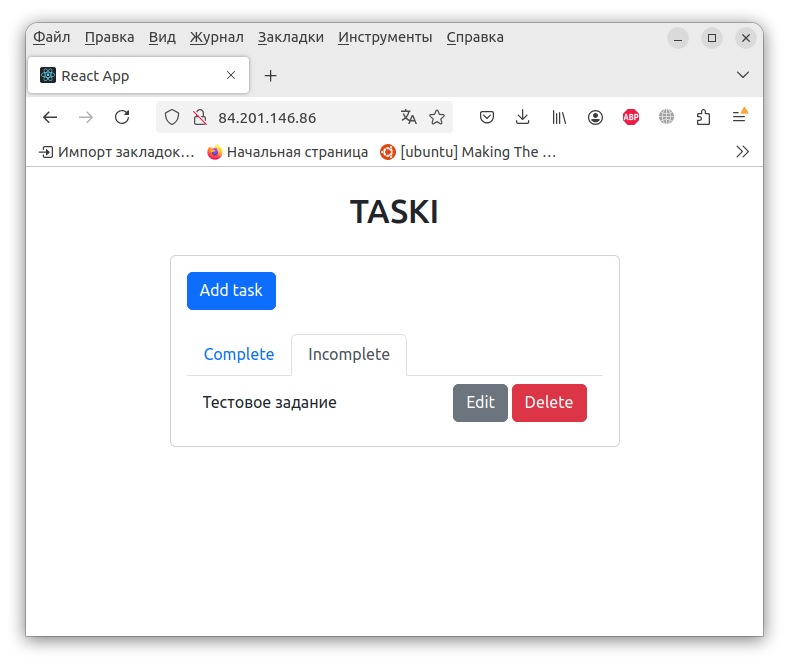 Файл Правка Вид Журнал Закладки Инструменты Справка
React App
84.201.146.86
ABP
Импорт закладок… Начальная страница [ubuntu] Making The …
TASKI
Add task
Complete Incomplete
Тестовое задание Edit Delete